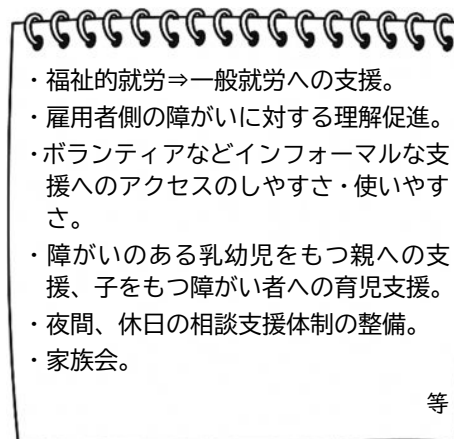 ・福祉的就労⇒一般就労への支援。
・雇用者側の障がいに対する理解促進。
・ボランティアなどインフォーマルな支
援へのアクセスのしやすさ・使いやす
さ。
・障がいのある乳幼児をもつ親への支
援、子をもつ障がい者への育児支援。
・夜間、休日の相談支援体制の整備。
・家族会。
等